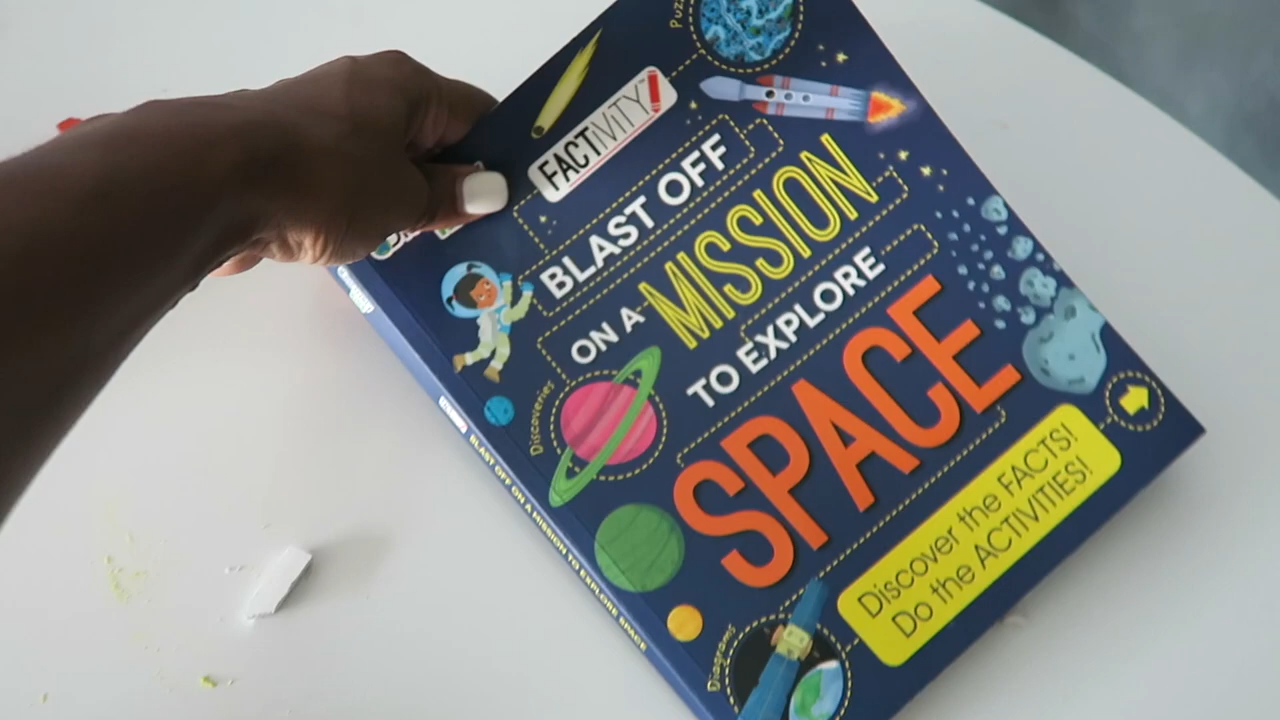 FACTIVITY™
BLAST OFF
ON A MISSION
TO EXPLORE
SPACE
Discover the FACTS!
Do the ACTIVITIES!
Discoveries
Diagrams
BLAST OFF ON A MISSION TO EXPLORE SPACE